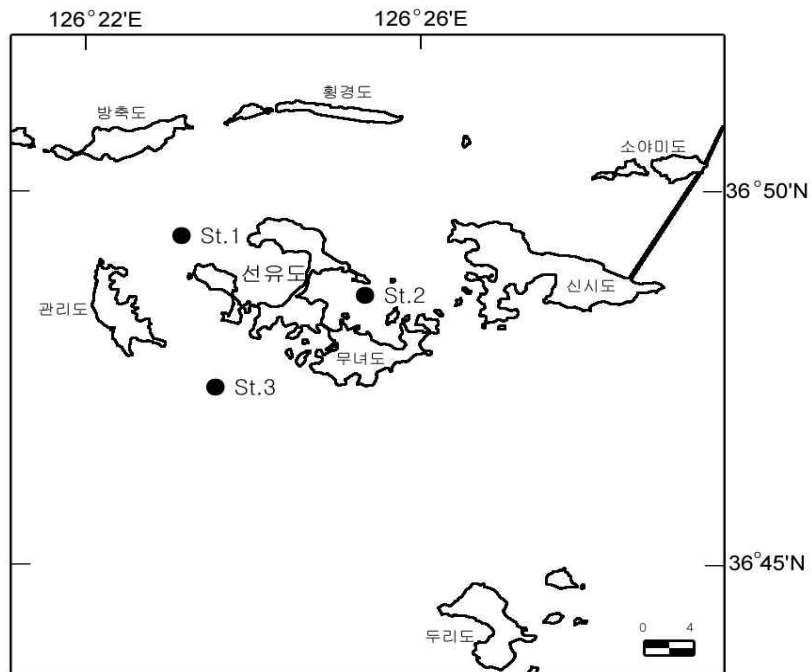 126°22'E 126°26'E
횡경도
방축도
소야미도
36°50'N
St.1
선유도
신시도
St.2
관리도
무녀도
St.3
36°45'N
0 4
두리도